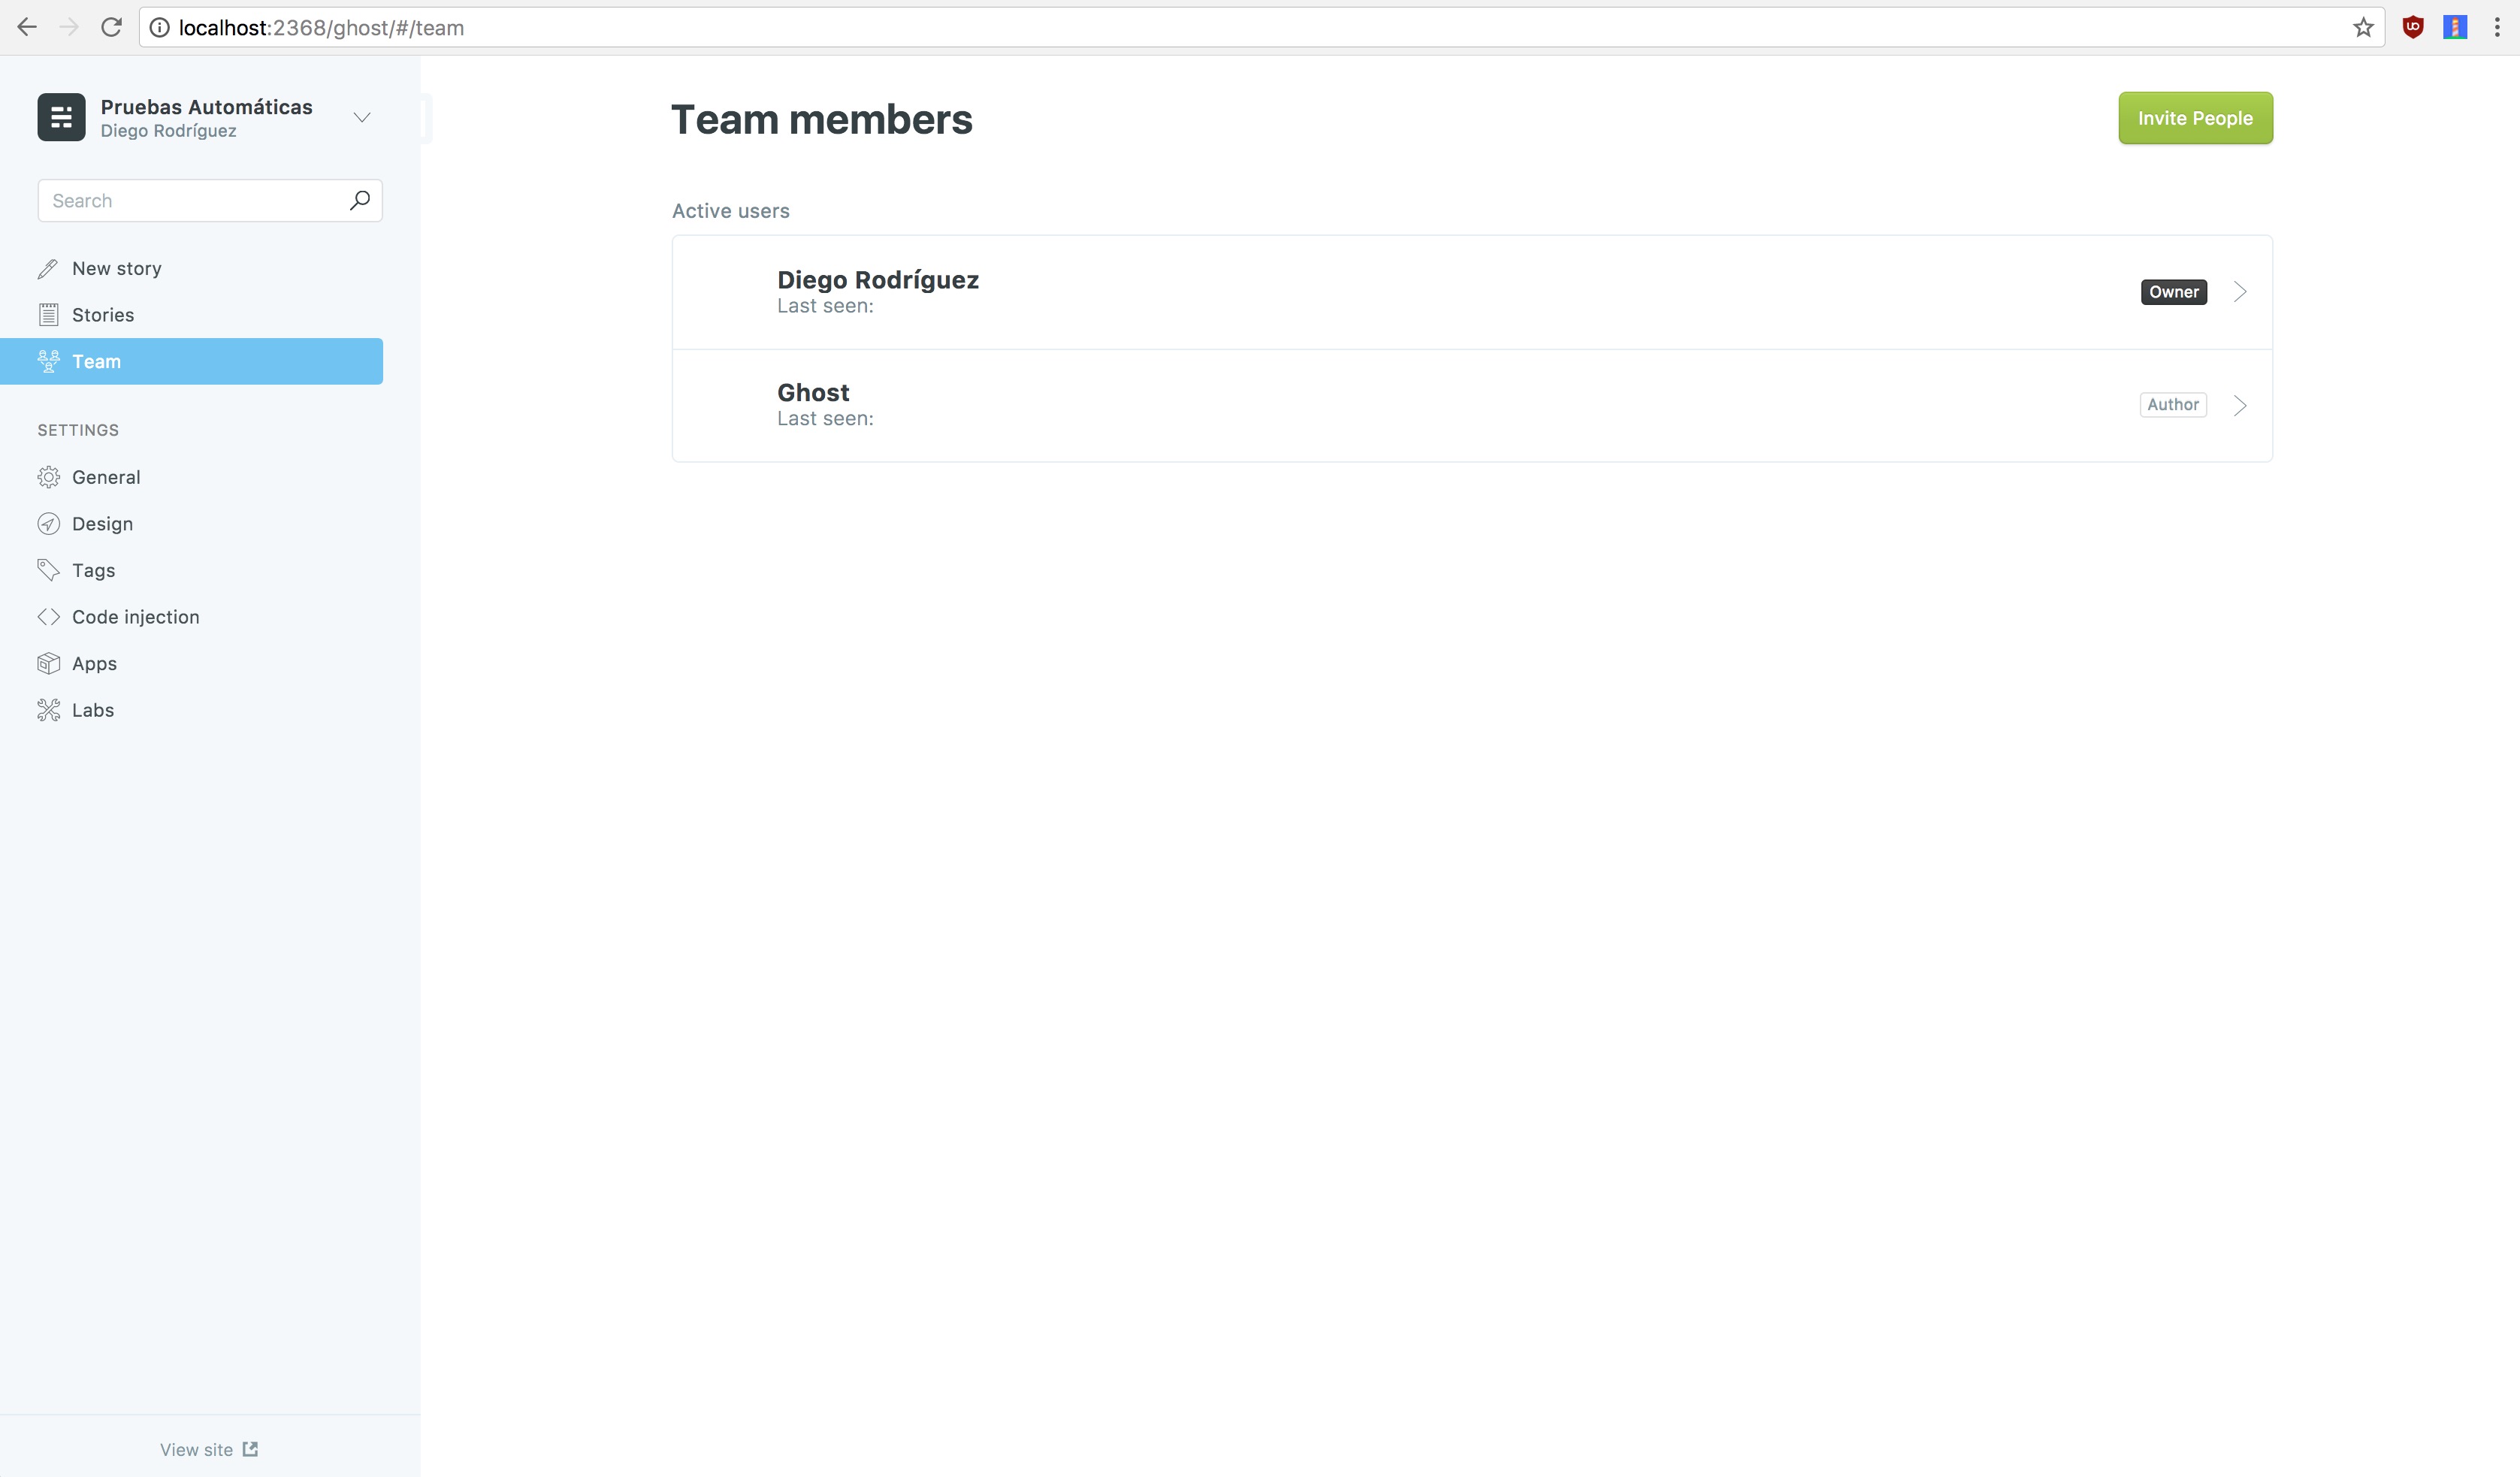 localhost:2368/ghost/#/team
Pruebas Automáticas
Diego Rodríguez
Search
New story
Stories
Team
SETTINGS
General
Design
Tags
Code injection
Apps
Labs
View site
Team members
Invite People
Active users
Diego Rodríguez
Last seen:
Owner
Ghost
Last seen:
Author